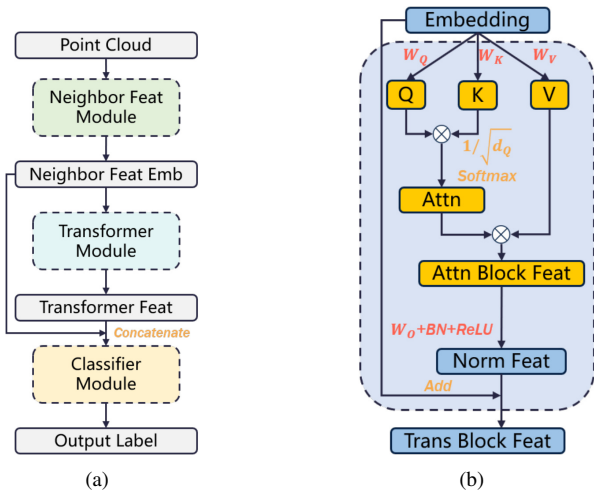 Point Cloud
Neighbor Feat
Module
Neighbor Feat Emb
Transformer
Module
Transformer Feat
Concatenate
Classifier
Module
Output Label
(a)
Embedding
W_Q W_K W_V
Q K V
1/√d_Q
Softmax
Attn
Attn Block Feat
W_O+BN+ReLU
Norm Feat
Add
Trans Block Feat
(b)